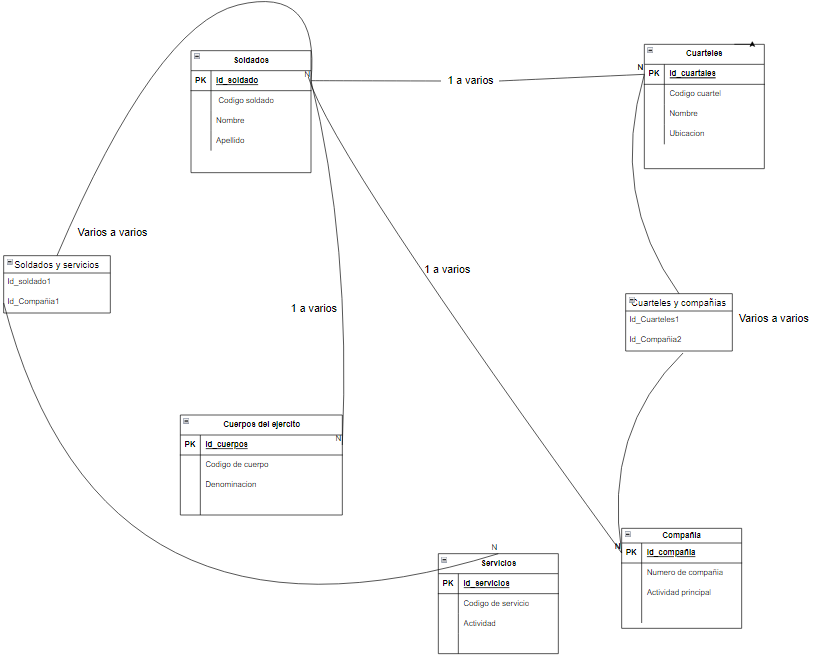 Soldados
PK Id_soldado
N
Codigo soldado
Nombre
Apellido
1 a varios
N
Cuarteles
PK Id_cuartales
Codigo cuartel
Nombre
Ubicacion
Varios a varios
Soldados y servicios
Id_soldado1
Id_Compañia1
1 a varios
1 a varios
Cuarteles y compañias
Id_Cuarteles1
Id_Compañia2
Varios a varios
Cuerpos del ejercito
PK Id_cuerpos
N
Codigo de cuerpo
Denominacion
N
Servicios
PK Id_servicios
Codigo de servicio
Actividad
Compañia
N
PK Id_compañia
Numero de compañia
Actividad principal